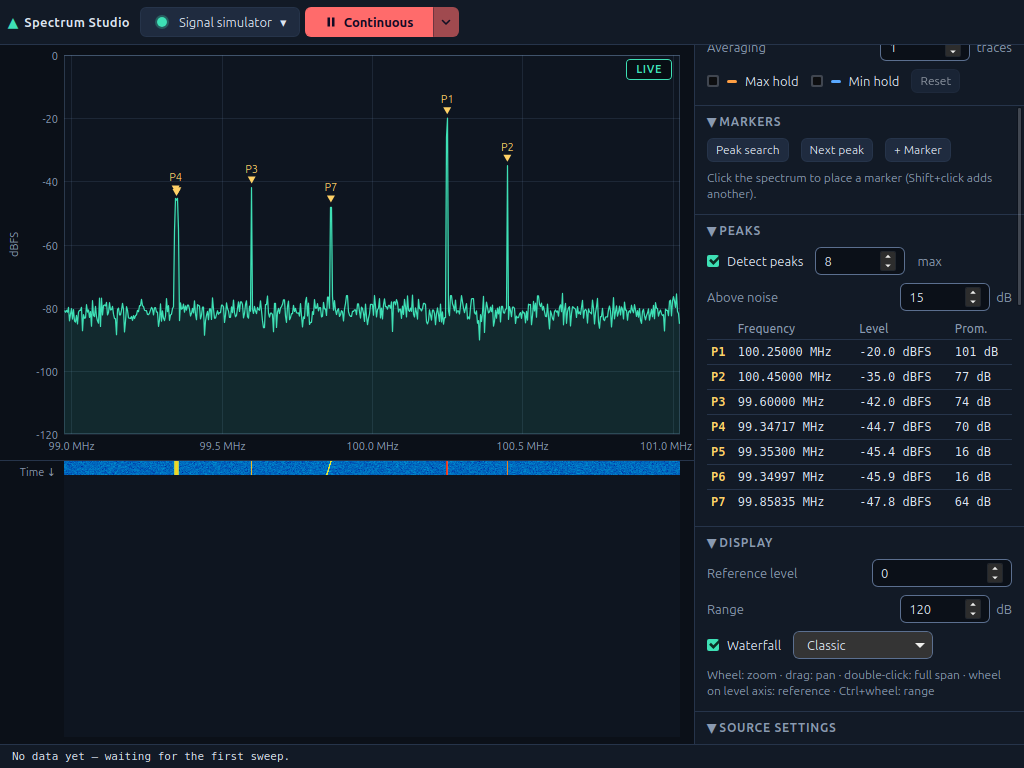 Spectrum Studio
Signal simulator ▾
Continuous
0
-20
-40
-60
-80
-100
-120
dBFS
LIVE
P1
P2
P3
P4
P7
99.0 MHz 99.5 MHz 100.0 MHz 100.5 MHz 101.0 MHz
Time ↓
Averaging 1 traces
Max hold Min hold Reset
▼ MARKERS
Peak search Next peak + Marker
Click the spectrum to place a marker (Shift+click adds
another).
▼ PEAKS
Detect peaks 8 max
Above noise 15 dB
Frequency Level Prom.
P1 100.25000 MHz -20.0 dBFS 101 dB
P2 100.45000 MHz -35.0 dBFS 77 dB
P3 99.60000 MHz -42.0 dBFS 74 dB
P4 99.34717 MHz -44.7 dBFS 70 dB
P5 99.35300 MHz -45.4 dBFS 16 dB
P6 99.34997 MHz -45.9 dBFS 16 dB
P7 99.85835 MHz -47.8 dBFS 64 dB
▼ DISPLAY
Reference level 0
Range 120 dB
Waterfall Classic
Wheel: zoom · drag: pan · double-click: full span · wheel
on level axis: reference · Ctrl+wheel: range
▼ SOURCE SETTINGS
No data yet — waiting for the first sweep.